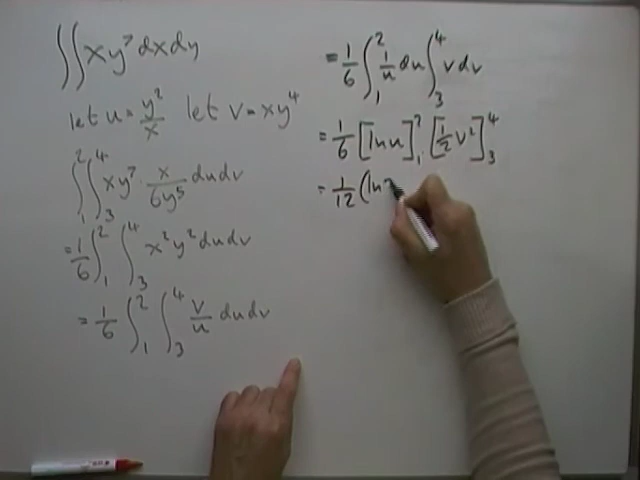 ∫∫ xy⁷ dx dy
let u = y²/x   let v = xy⁴
∫₁² ∫₃⁴ xy⁷ · x/6y⁵ du dv
= 1/6 ∫₁² ∫₃⁴ x²y² du dv
= 1/6 ∫₁² ∫₃⁴ v/u du dv
= 1/6 ∫₁² 1/u du ∫₃⁴ v dv
= 1/6 [ln u]₁² [1/2 v²]₃⁴
= 1/12 (ln